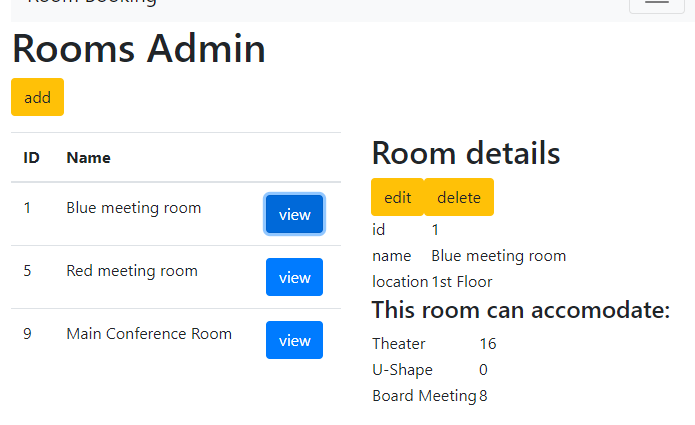 Room Booking
Rooms Admin
add
ID Name
1 Blue meeting room view
5 Red meeting room view
9 Main Conference Room view
Room details
edit delete
id 1
name Blue meeting room
location 1st Floor
This room can accomodate:
Theater 16
U-Shape 0
Board Meeting 8